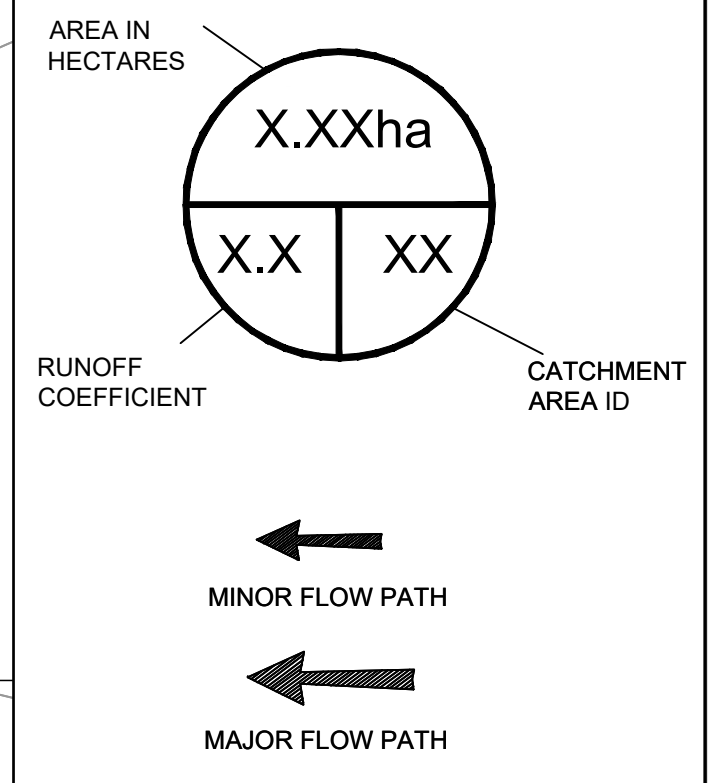 AREA IN
HECTARES
X.XXha
X.X
XX
RUNOFF
COEFFICIENT
CATCHMENT
AREA ID
MINOR FLOW PATH
MAJOR FLOW PATH